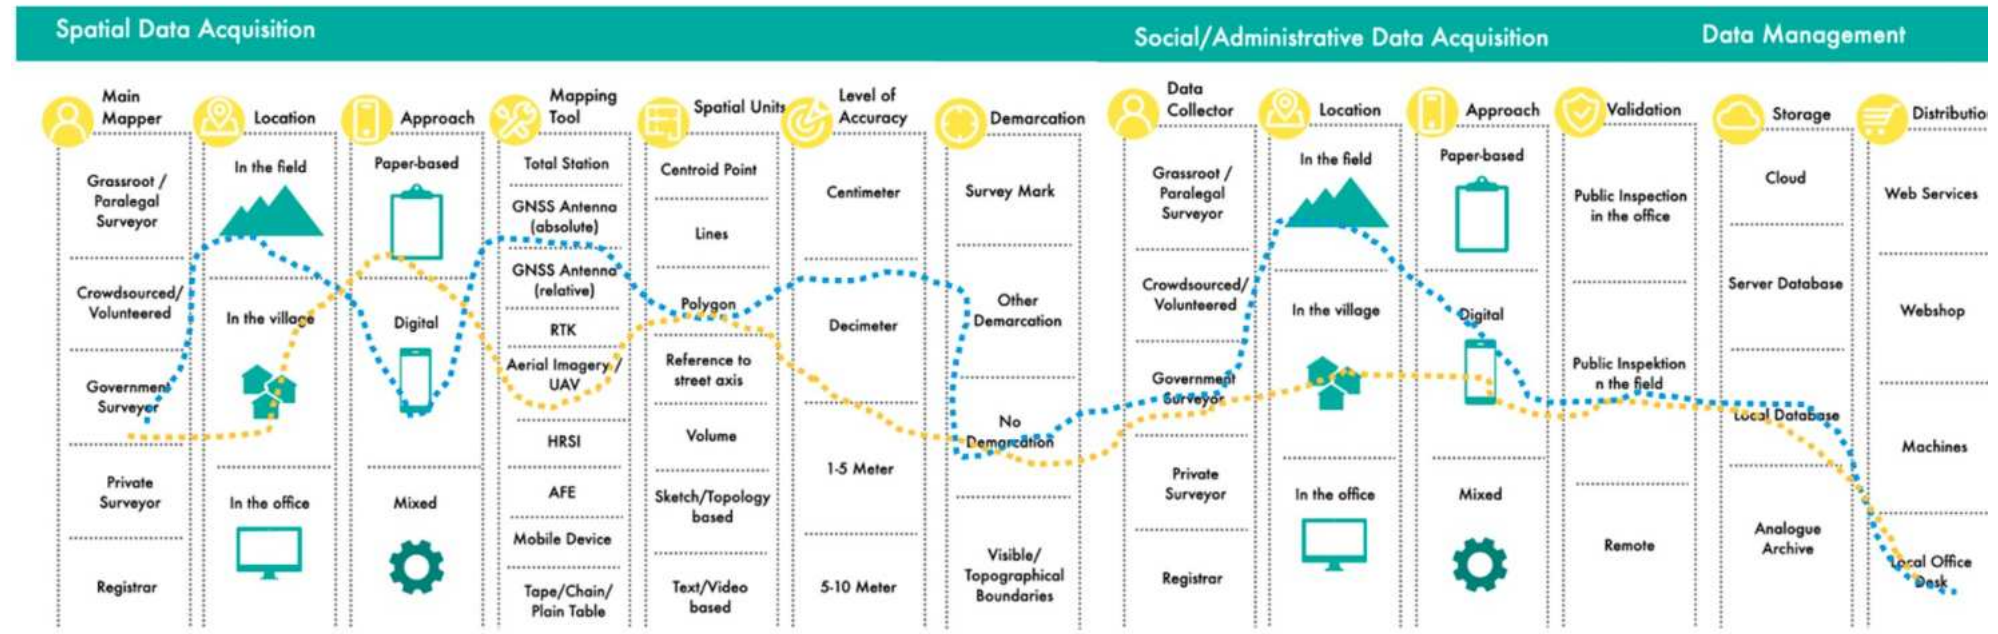 Spatial Data Acquisition
Social/Administrative Data Acquisition
Data Management
Main
Mapper
Grassroot /
Paralegal
Surveyor
Crowdsourced/
Volunteered
Government
Surveyor
Private
Surveyor
Registrar
Location
In the field
In the village
In the office
Approach
Paper-based
Digital
Mixed
Mapping
Tool
Total Station
GNSS Antenna
(absolute)
GNSS Antenna
(relative)
RTK
Aerial Imagery /
UAV
HRSI
AFE
Mobile Device
Tape/Chain/
Plain Table
Spatial Units
Centroid Point
Lines
Polygon
Reference to
street axis
Volume
Sketch/Topology
based
Text/Video
based
Level of
Accuracy
Centimeter
Decimeter
1-5 Meter
5-10 Meter
Demarcation
Survey Mark
Other
Demarcation
No
Demarcation
Visible/
Topographical
Boundaries
Data
Collector
Grassroot /
Paralegal
Surveyor
Crowdsourced/
Volunteered
Government
Surveyor
Private
Surveyor
Registrar
Location
In the field
In the village
In the office
Approach
Paper-based
Digital
Mixed
Validation
Public Inspection
in the office
Public Inspektion
n the field
Remote
Storage
Cloud
Server Database
Local Database
Analogue
Archive
Distributio
Web Services
Webshop
Machines
Local Office
Desk